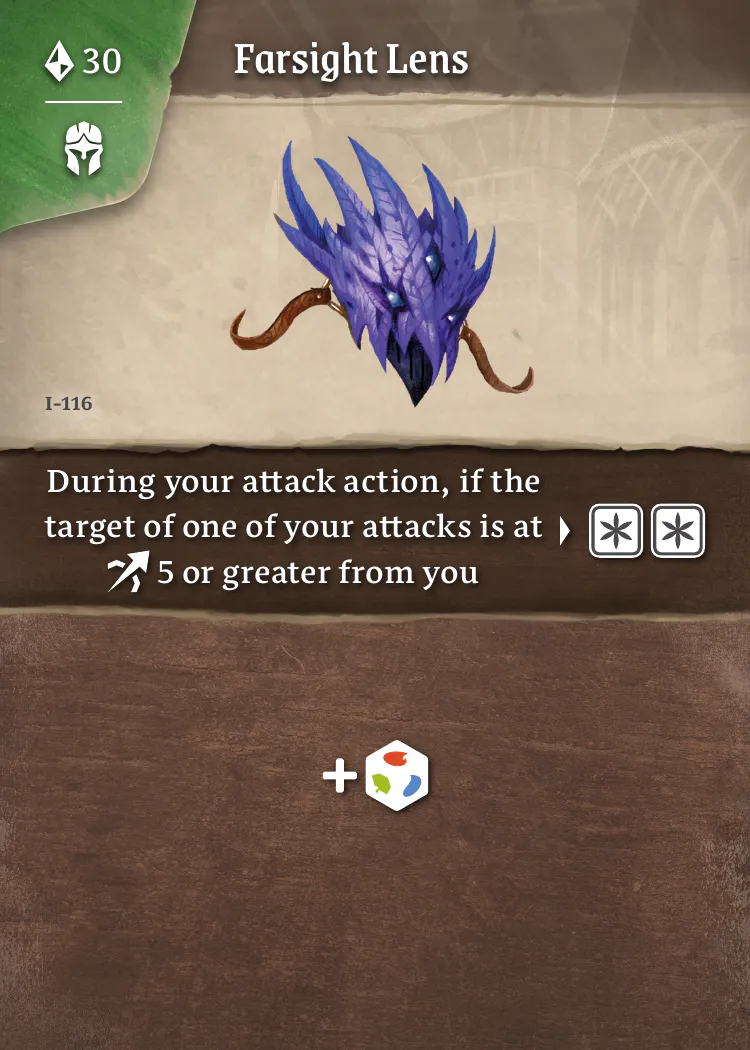 30
Farsight Lens
I-116
During your attack action, if the
target of one of your attacks is at
5 or greater from you
+